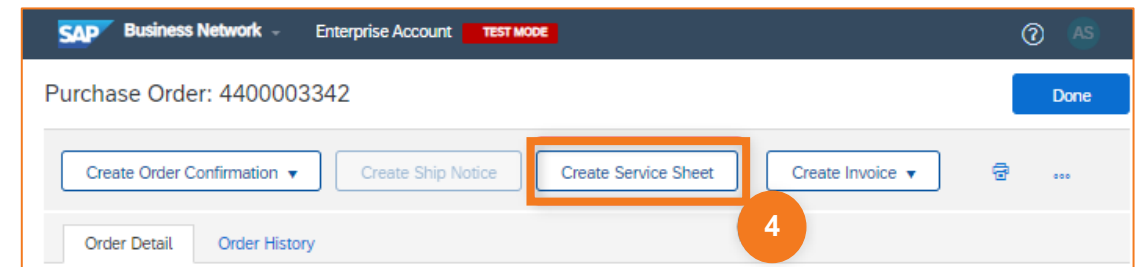 SAP Business Network Enterprise Account TEST MODE ? AS
Purchase Order: 4400003342 Done
Create Order Confirmation ▼ Create Ship Notice Create Service Sheet Create Invoice ▼ ...
4
Order Detail Order History